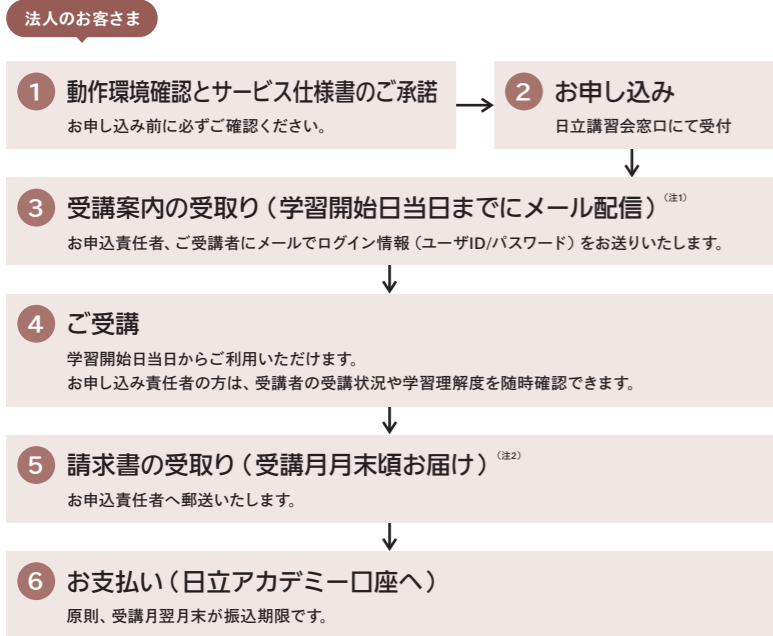 法人のお客さま
1 動作環境確認とサービス仕様書のご承諾
お申し込み前に必ずご確認ください。
2 お申し込み
日立講習会窓口にて受付
3 受講案内の受取り（学習開始日当日までにメール配信）（注1）
お申込責任者、ご受講者にメールでログイン情報（ユーザID/パスワード）をお送りいたします。
4 ご受講
学習開始日当日からご利用いただけます。
お申し込み責任者の方は、受講者の受講状況や学習理解度を随時確認できます。
5 請求書の受取り（受講月月末頃お届け）（注2）
お申込責任者へ郵送いたします。
6 お支払い（日立アカデミー口座へ）
原則、受講月翌月末が振込期限です。